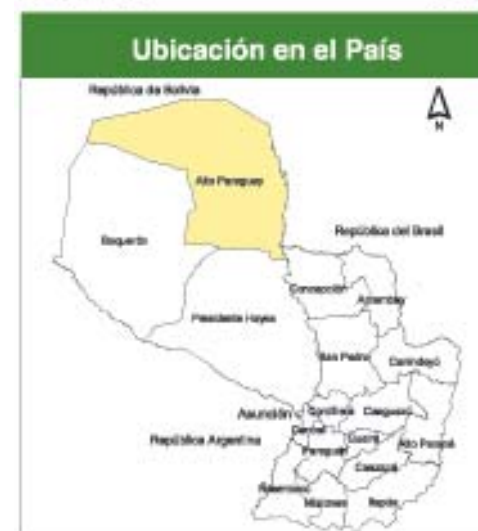 Ubicación en el País
República de Bolivia
N
Alto Paraguay
Boquerón
República del Brasil
Concepción
Amambay
Presidente Hayes
San Pedro
Canindeyú
Asunción
Cordillera
Caaguazú
Central
Guairá
República Argentina
Alto Paraná
Paraguarí
Caazapá
Ñeembucú
Misiones
Itapúa